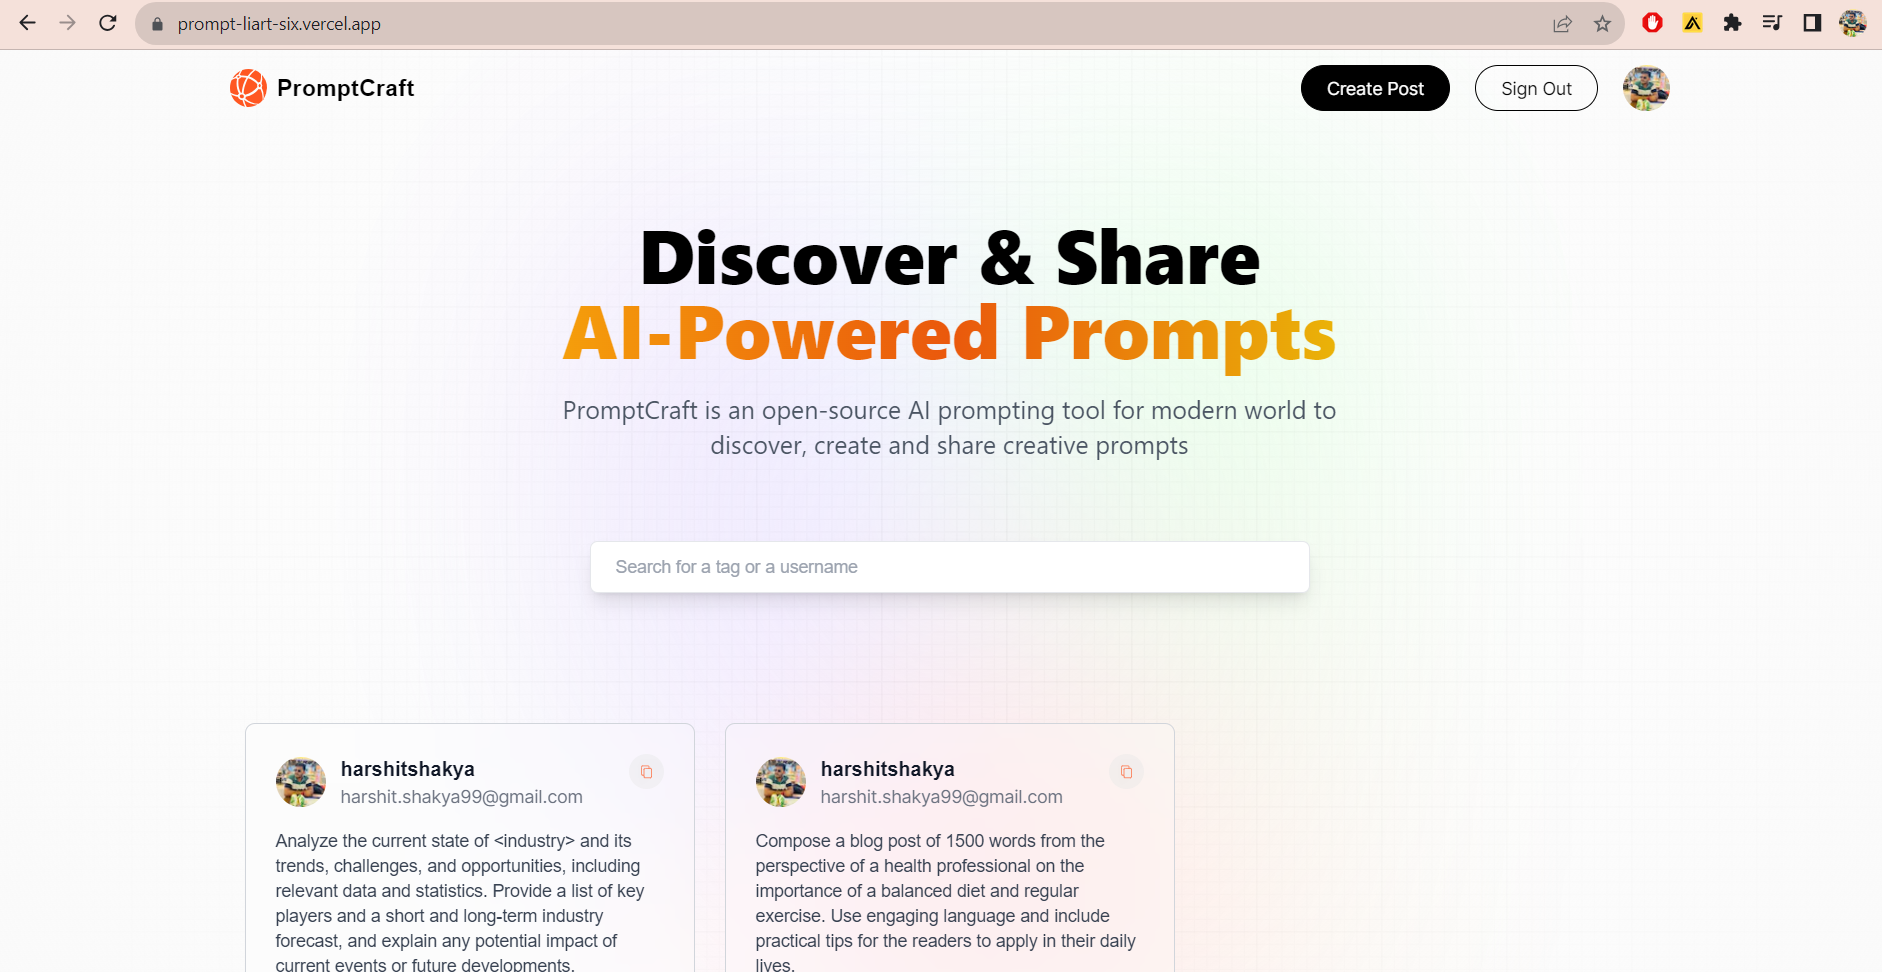 prompt-liart-six.vercel.app
PromptCraft
Create Post
Sign Out
Discover & Share
AI-Powered Prompts
PromptCraft is an open-source AI prompting tool for modern world to
discover, create and share creative prompts
Search for a tag or a username
harshitshakya
harshit.shakya99@gmail.com
Analyze the current state of <industry> and its
trends, challenges, and opportunities, including
relevant data and statistics. Provide a list of key
players and a short and long-term industry
forecast, and explain any potential impact of
current events or future developments.
harshitshakya
harshit.shakya99@gmail.com
Compose a blog post of 1500 words from the
perspective of a health professional on the
importance of a balanced diet and regular
exercise. Use engaging language and include
practical tips for the readers to apply in their daily
lives.